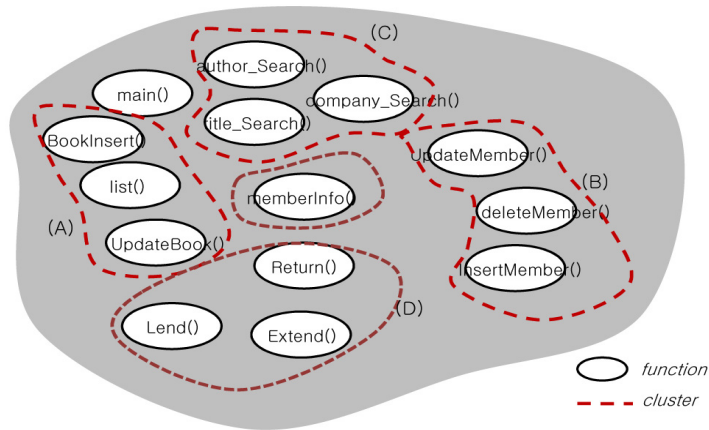 (C)
author_Search()
main()
company_Search()
title_Search()
BookInsert()
UpdateMember()
list()
(B)
memberInfo()
deleteMember()
(A)
UpdateBook()
Return()
InsertMember()
(D)
Lend()
Extend()
function
cluster